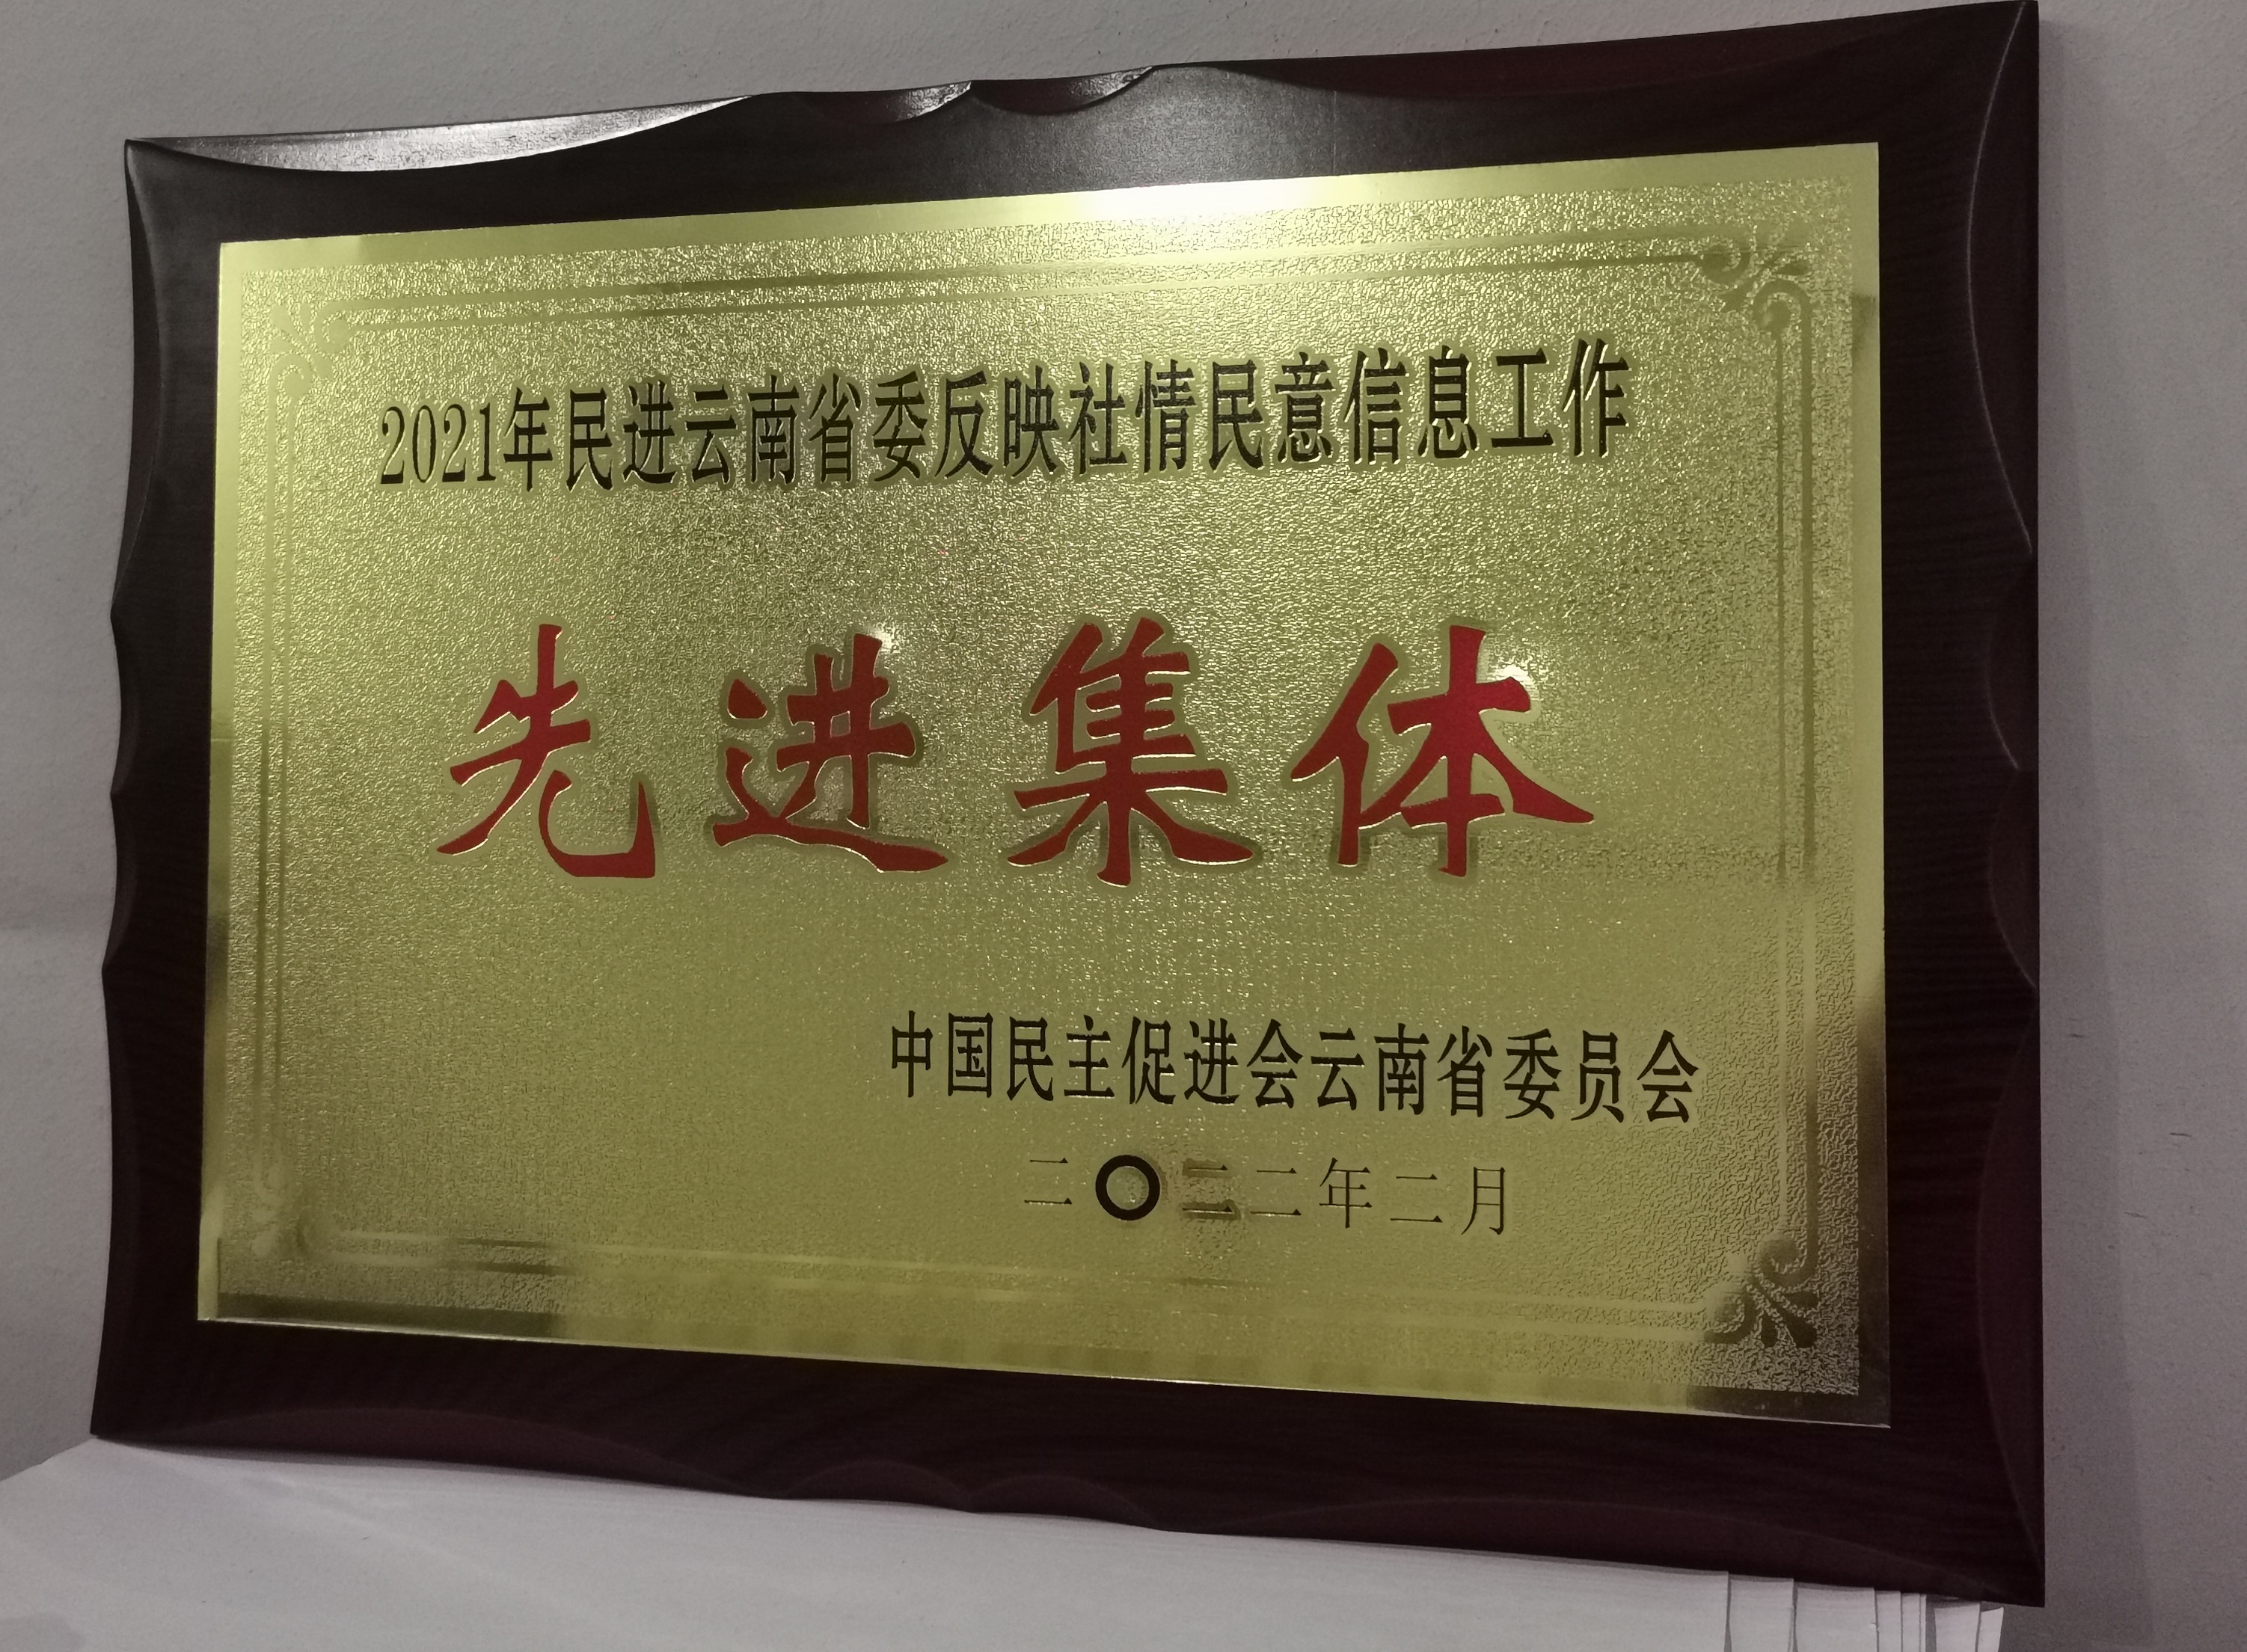 2021年民进云南省委反映社情民意信息工作
先进集体
中国民主促进会云南省委员会
二〇二二年二月